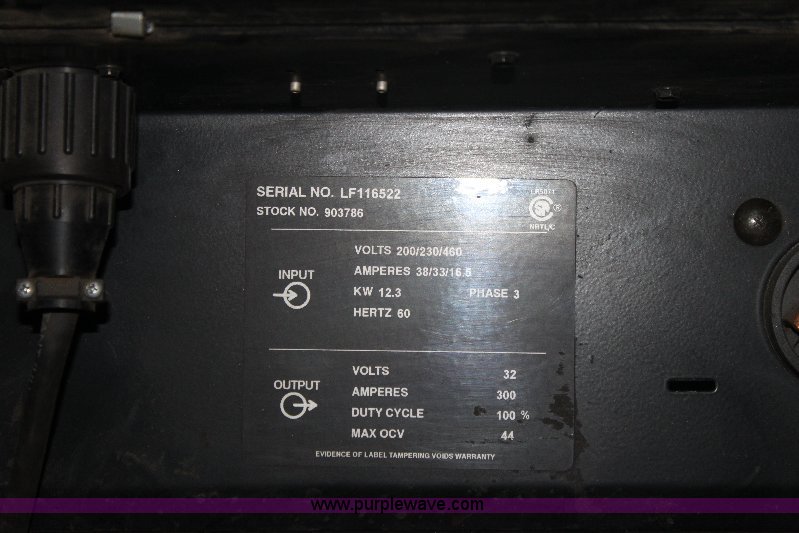 SERIAL NO. LF116522
STOCK NO. 903786
LR5071
®
NRTL/C
VOLTS 200/230/460
INPUT
AMPERES 38/33/16.5
KW 12.3 PHASE 3
HERTZ 60
OUTPUT
VOLTS 32
AMPERES 300
DUTY CYCLE 100 %
MAX OCV 44
EVIDENCE OF LABEL TAMPERING VOIDS WARRANTY
www.purplewave.com